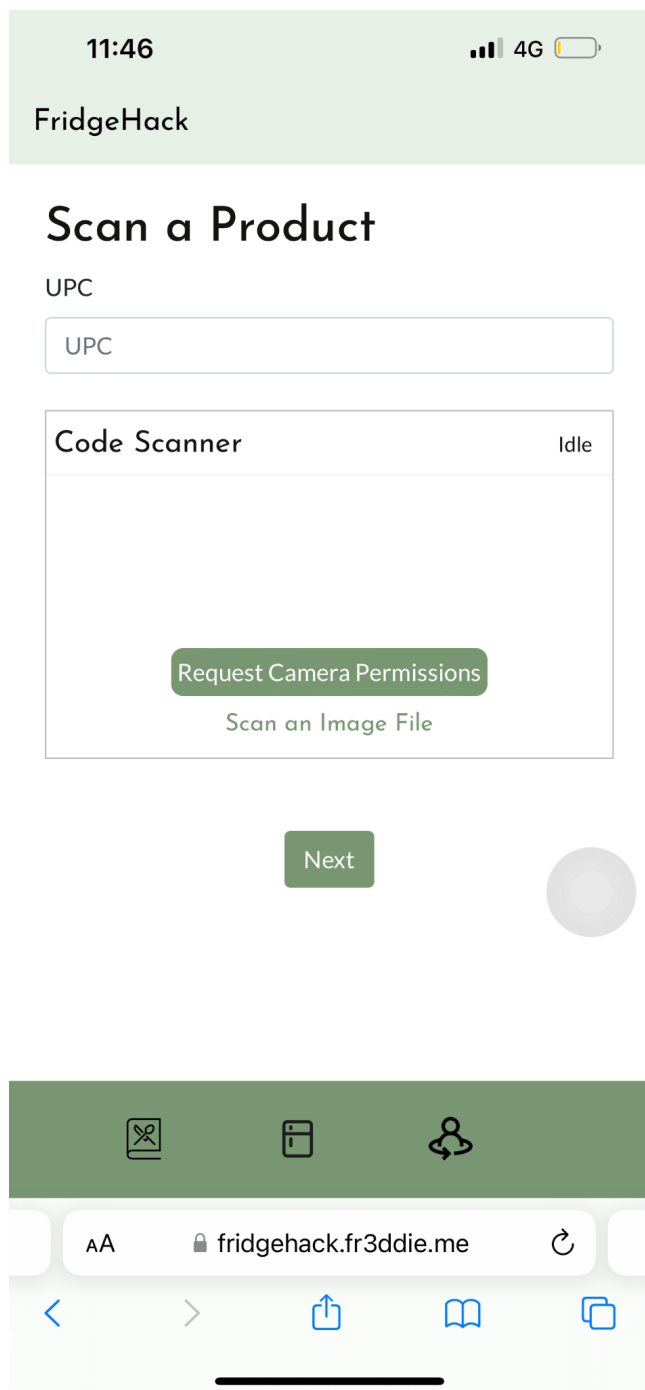 11:46
4G
FridgeHack
Scan a Product
UPC
UPC
Code Scanner
Idle
Request Camera Permissions
Scan an Image File
Next
AA
fridgehack.fr3ddie.me